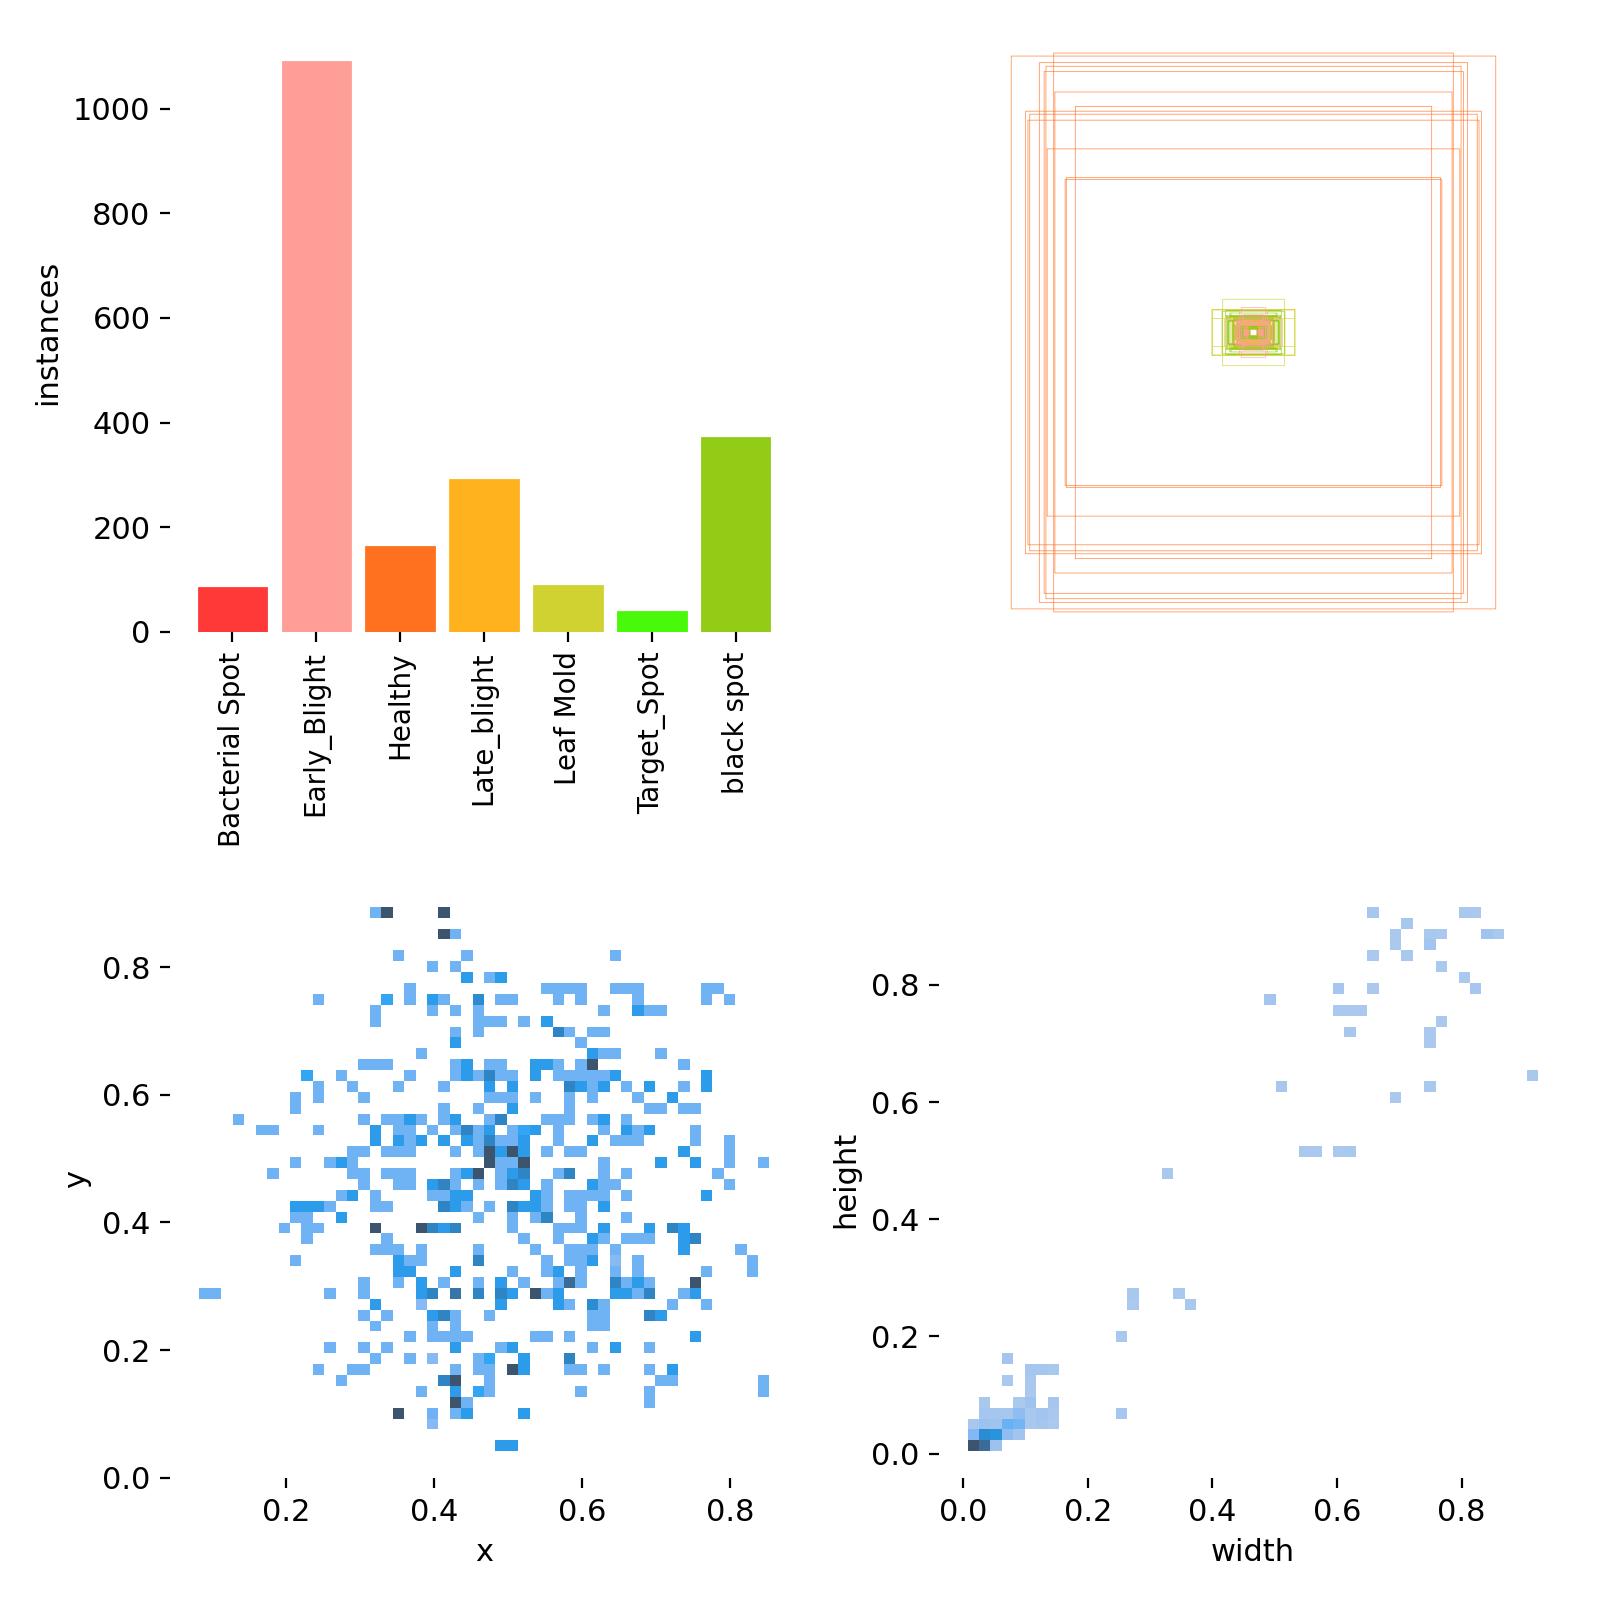 instances
1000
800
600
400
200
0
Bacterial Spot
Early_Blight
Healthy
Late_blight
Leaf Mold
Target_Spot
black spot
y
0.8
0.6
0.4
0.2
0.0
0.2 0.4 0.6 0.8
x
height
0.8
0.6
0.4
0.2
0.0
0.0 0.2 0.4 0.6 0.8
width